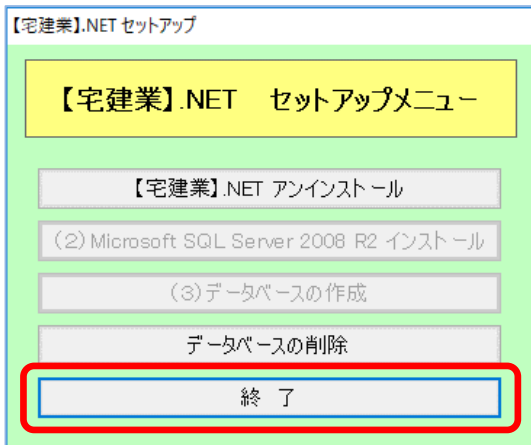 【宅建業】.NET セットアップ
【宅建業】.NET　セットアップメニュー
【宅建業】.NET アンインストール
(2)Microsoft SQL Server 2008 R2 インストール
(3)データベースの作成
データベースの削除
終 了